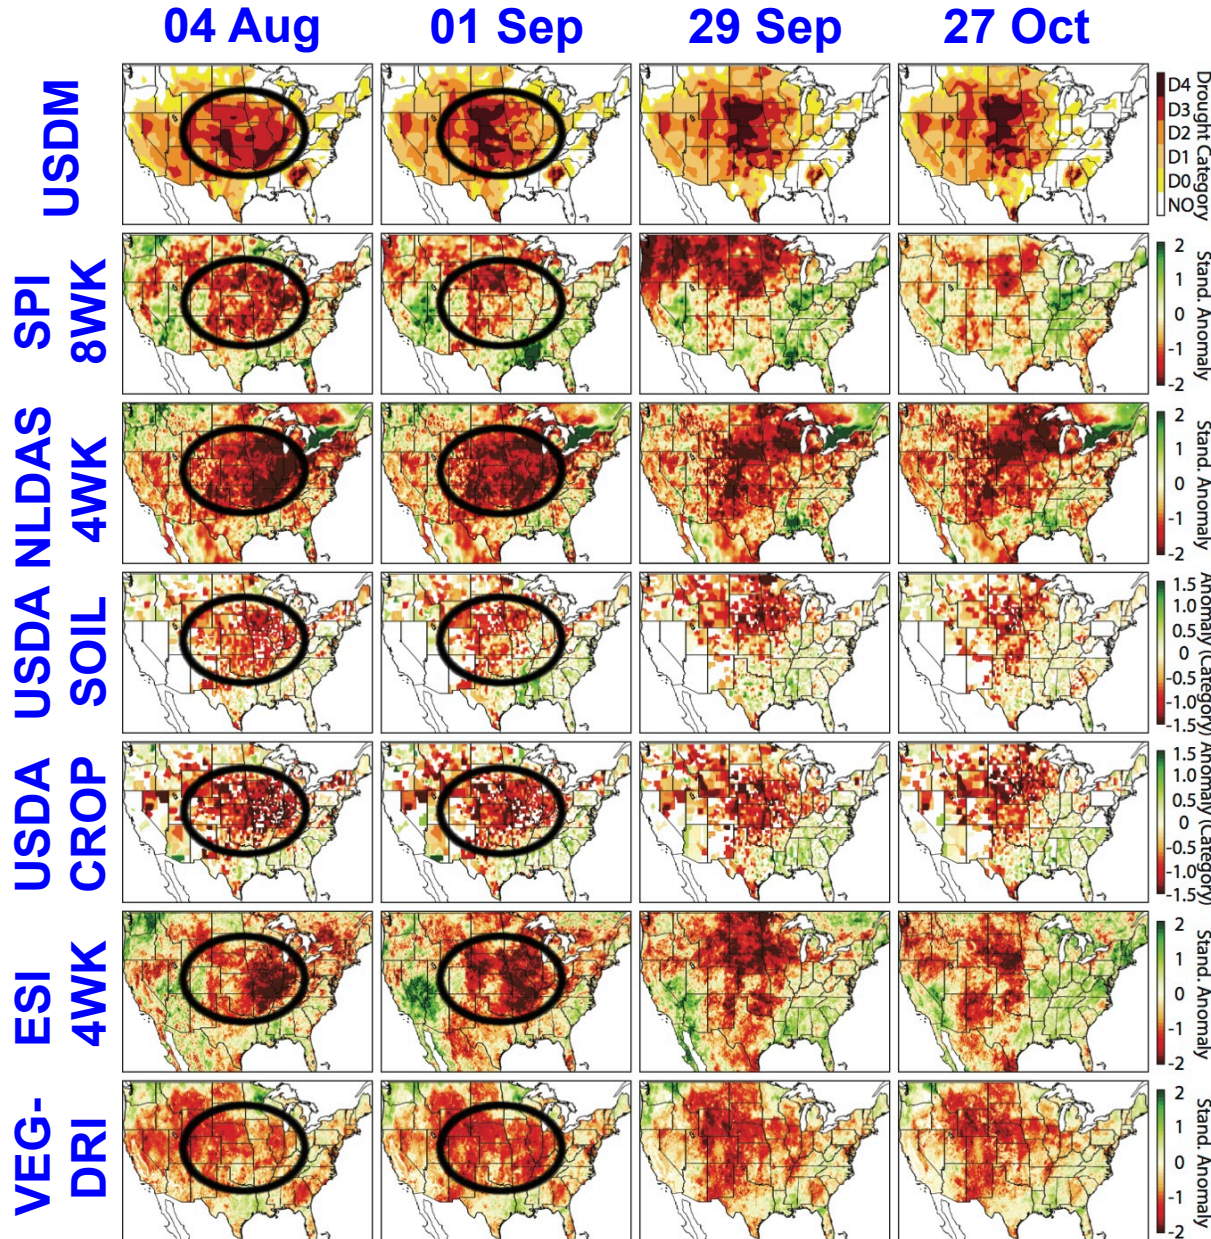 04 Aug 01 Sep 29 Sep 27 Oct
USDM
D4
D3
D2
D1
D0
NO
Drought Category
SPI
8WK
2
1
0
-1
-2
Stand. Anomaly
NLDAS
4WK
2
1
0
-1
-2
Stand. Anomaly
USDA
SOIL
1.5
1.0
0.5
0
-0.5
-1.0
-1.5
Anomaly (Category)
USDA
CROP
1.5
1.0
0.5
0
-0.5
-1.0
-1.5
Anomaly (Category)
ESI
4WK
2
1
0
-1
-2
Stand. Anomaly
VEG-
DRI
2
1
0
-1
-2
Stand. Anomaly